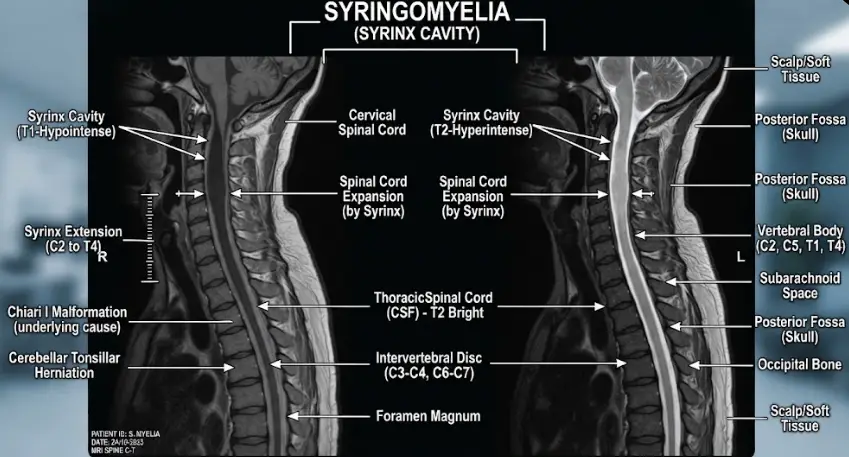 SYRINGOMYELIA
(SYRINX CAVITY)
Syrinx Cavity
(T1-Hypointense)
Cervical
Spinal Cord
Syrinx Cavity
(T2-Hyperintense)
Scalp/Soft
Tissue
Posterior Fossa
(Skull)
Spinal Cord
Expansion
(by Syrinx)
Spinal Cord
Expansion
(by Syrinx)
Posterior Fossa
(Skull)
Syrinx Extension
(C2 to T4)
R
Vertebral Body
(C2, C5, T1, T4)
L
Subarachnoid
Space
Chiari I Malformation
(underlying cause)
ThoracicSpinal Cord
(CSF) - T2 Bright
Posterior Fossa
(Skull)
Cerebellar Tonsillar
Herniation
Intervertebral Disc
(C3-C4, C6-C7)
Occipital Bone
Foramen Magnum
Scalp/Soft
Tissue
PATIENT ID: S. NYELIA
DATE:
MRI SPINE C-T